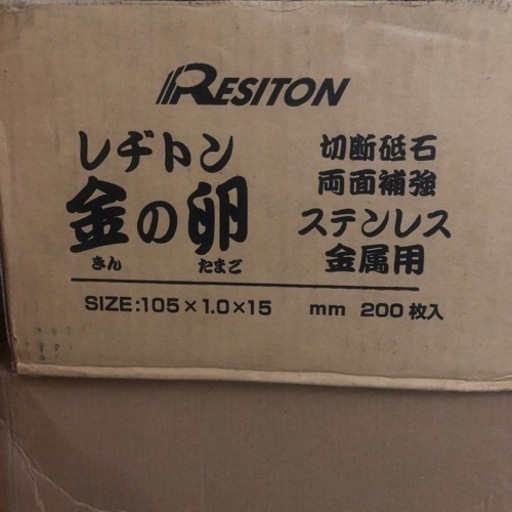 RESITON
レヂトン
金の卵
きん たまご
切断砥石
両面補強
ステンレス
金属用
SIZE:105×1.0×15 mm 200枚入